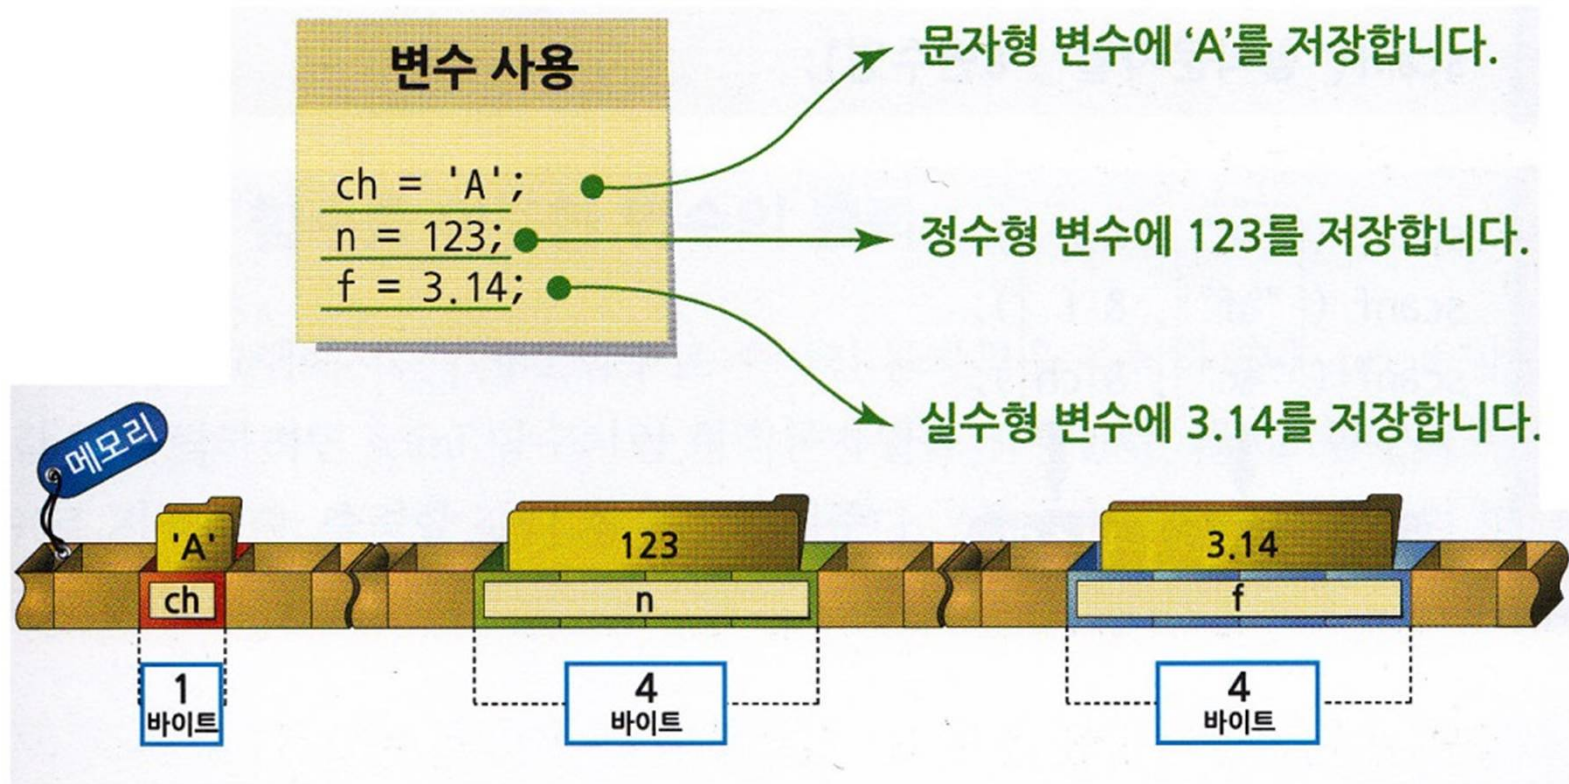 변수 사용
ch = 'A';
n = 123;
f = 3.14;
문자형 변수에 ‘A’를 저장합니다.
정수형 변수에 123를 저장합니다.
실수형 변수에 3.14를 저장합니다.
메모리
'A'
123
3.14
ch
n
f
1
바이트
4
바이트
4
바이트